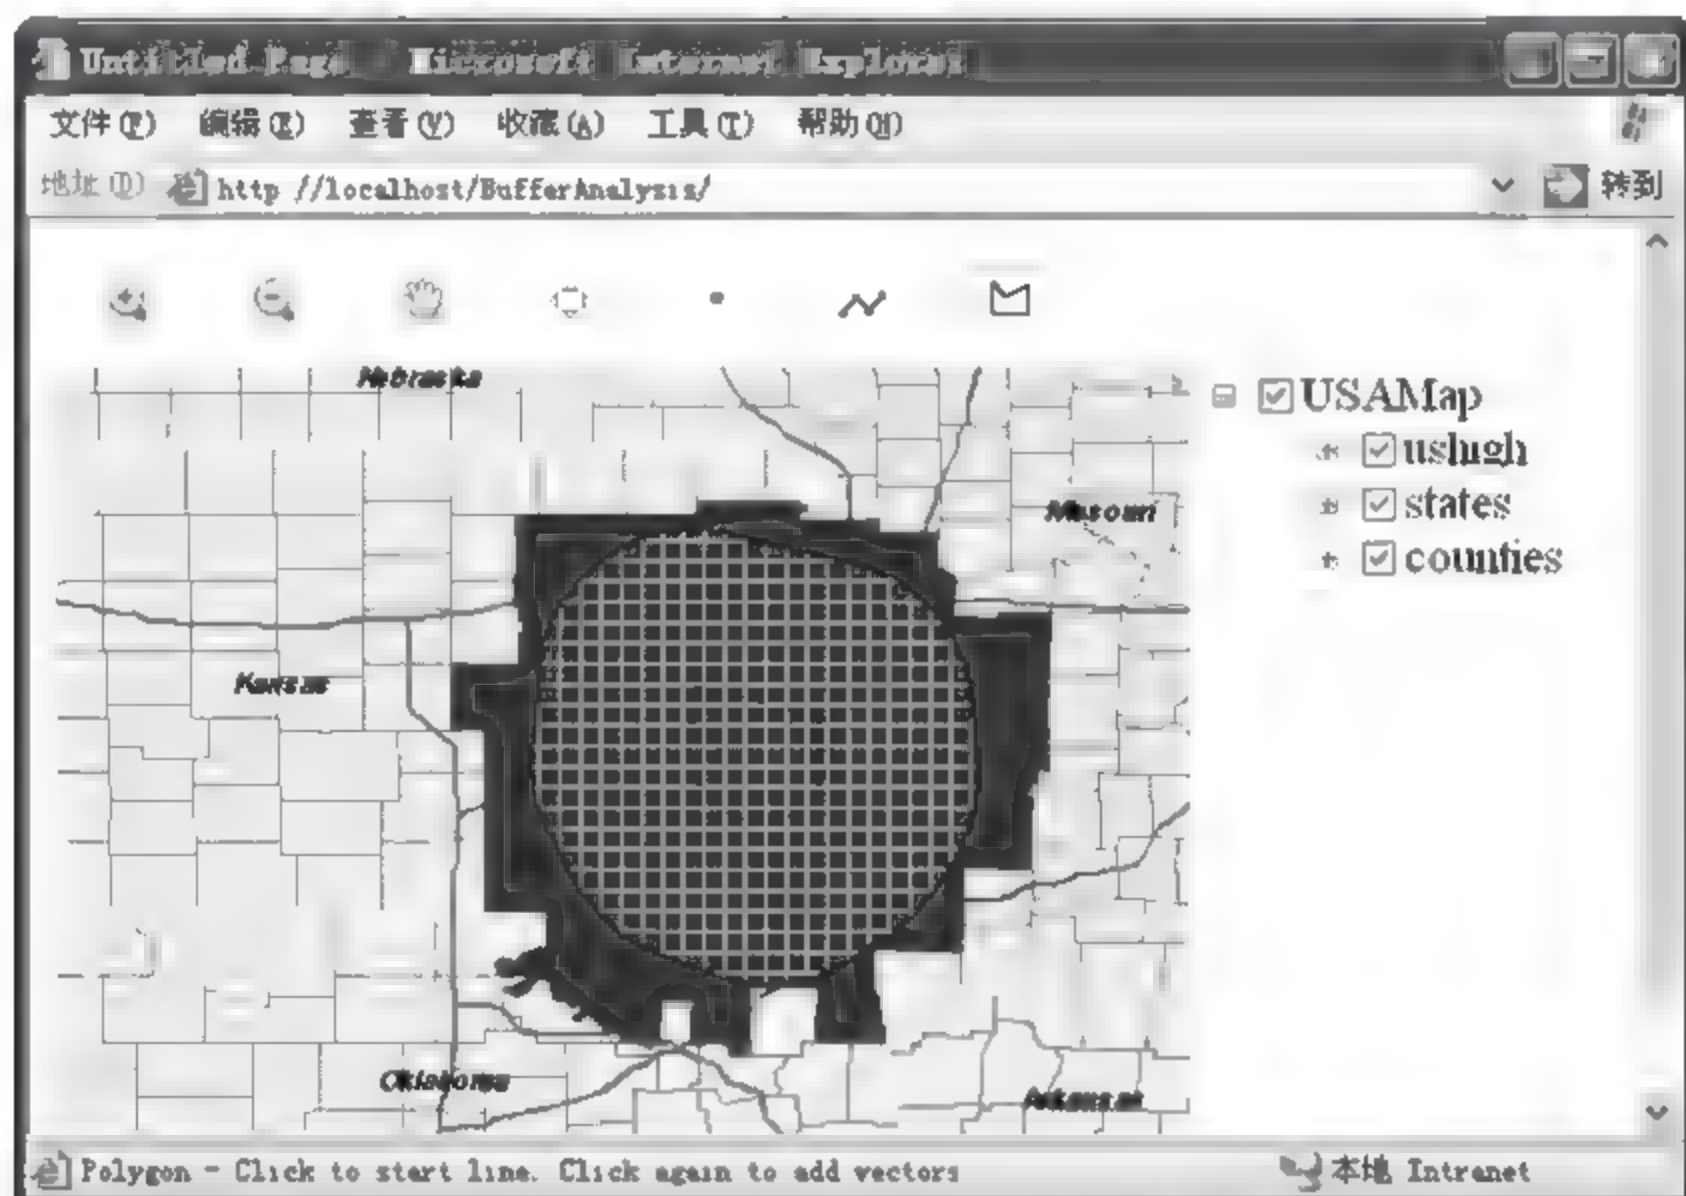 Untitled Page - Microsoft Internet Explorer
文件(F) 编辑(E) 查看(V) 收藏(A) 工具(T) 帮助(H)
地址(D) http //localhost/BufferAnalysis/ 转到
Nebraska
USAMap
ushigh
Missouri
states
counties
Kansas
Oklahoma
Arkansas
Polygon - Click to start line. Click again to add vectors
本地 Intranet